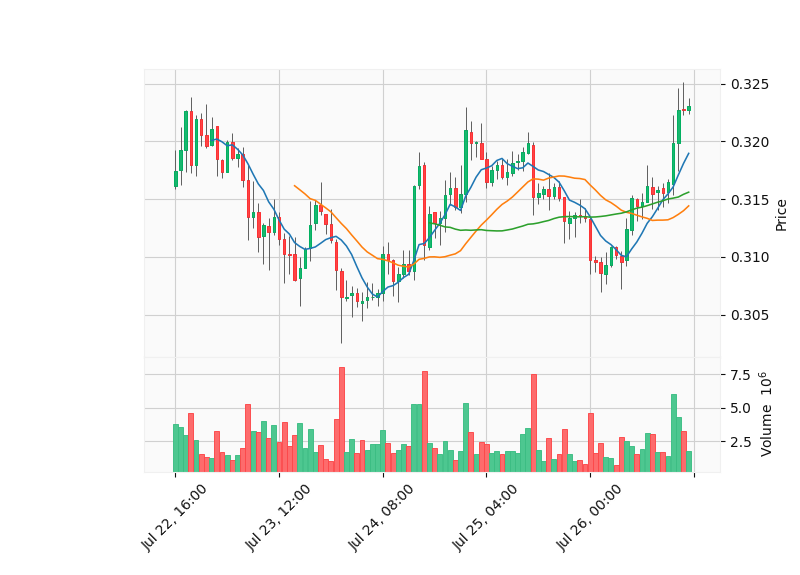 0.325
0.320
0.315
0.310
0.305
Price
7.5
5.0
2.5
Volume 10⁶
Jul 22, 16:00
Jul 23, 12:00
Jul 24, 08:00
Jul 25, 04:00
Jul 26, 00:00